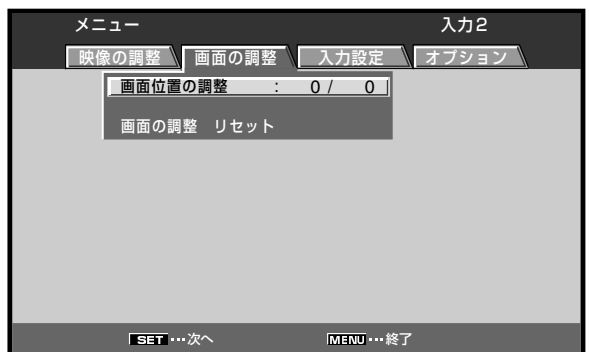 メニュー 入力2
映像の調整 画面の調整 入力設定 オプション
画面位置の調整 : 0 / 0
画面の調整 リセット
SET ・・・次へ MENU ・・・終了